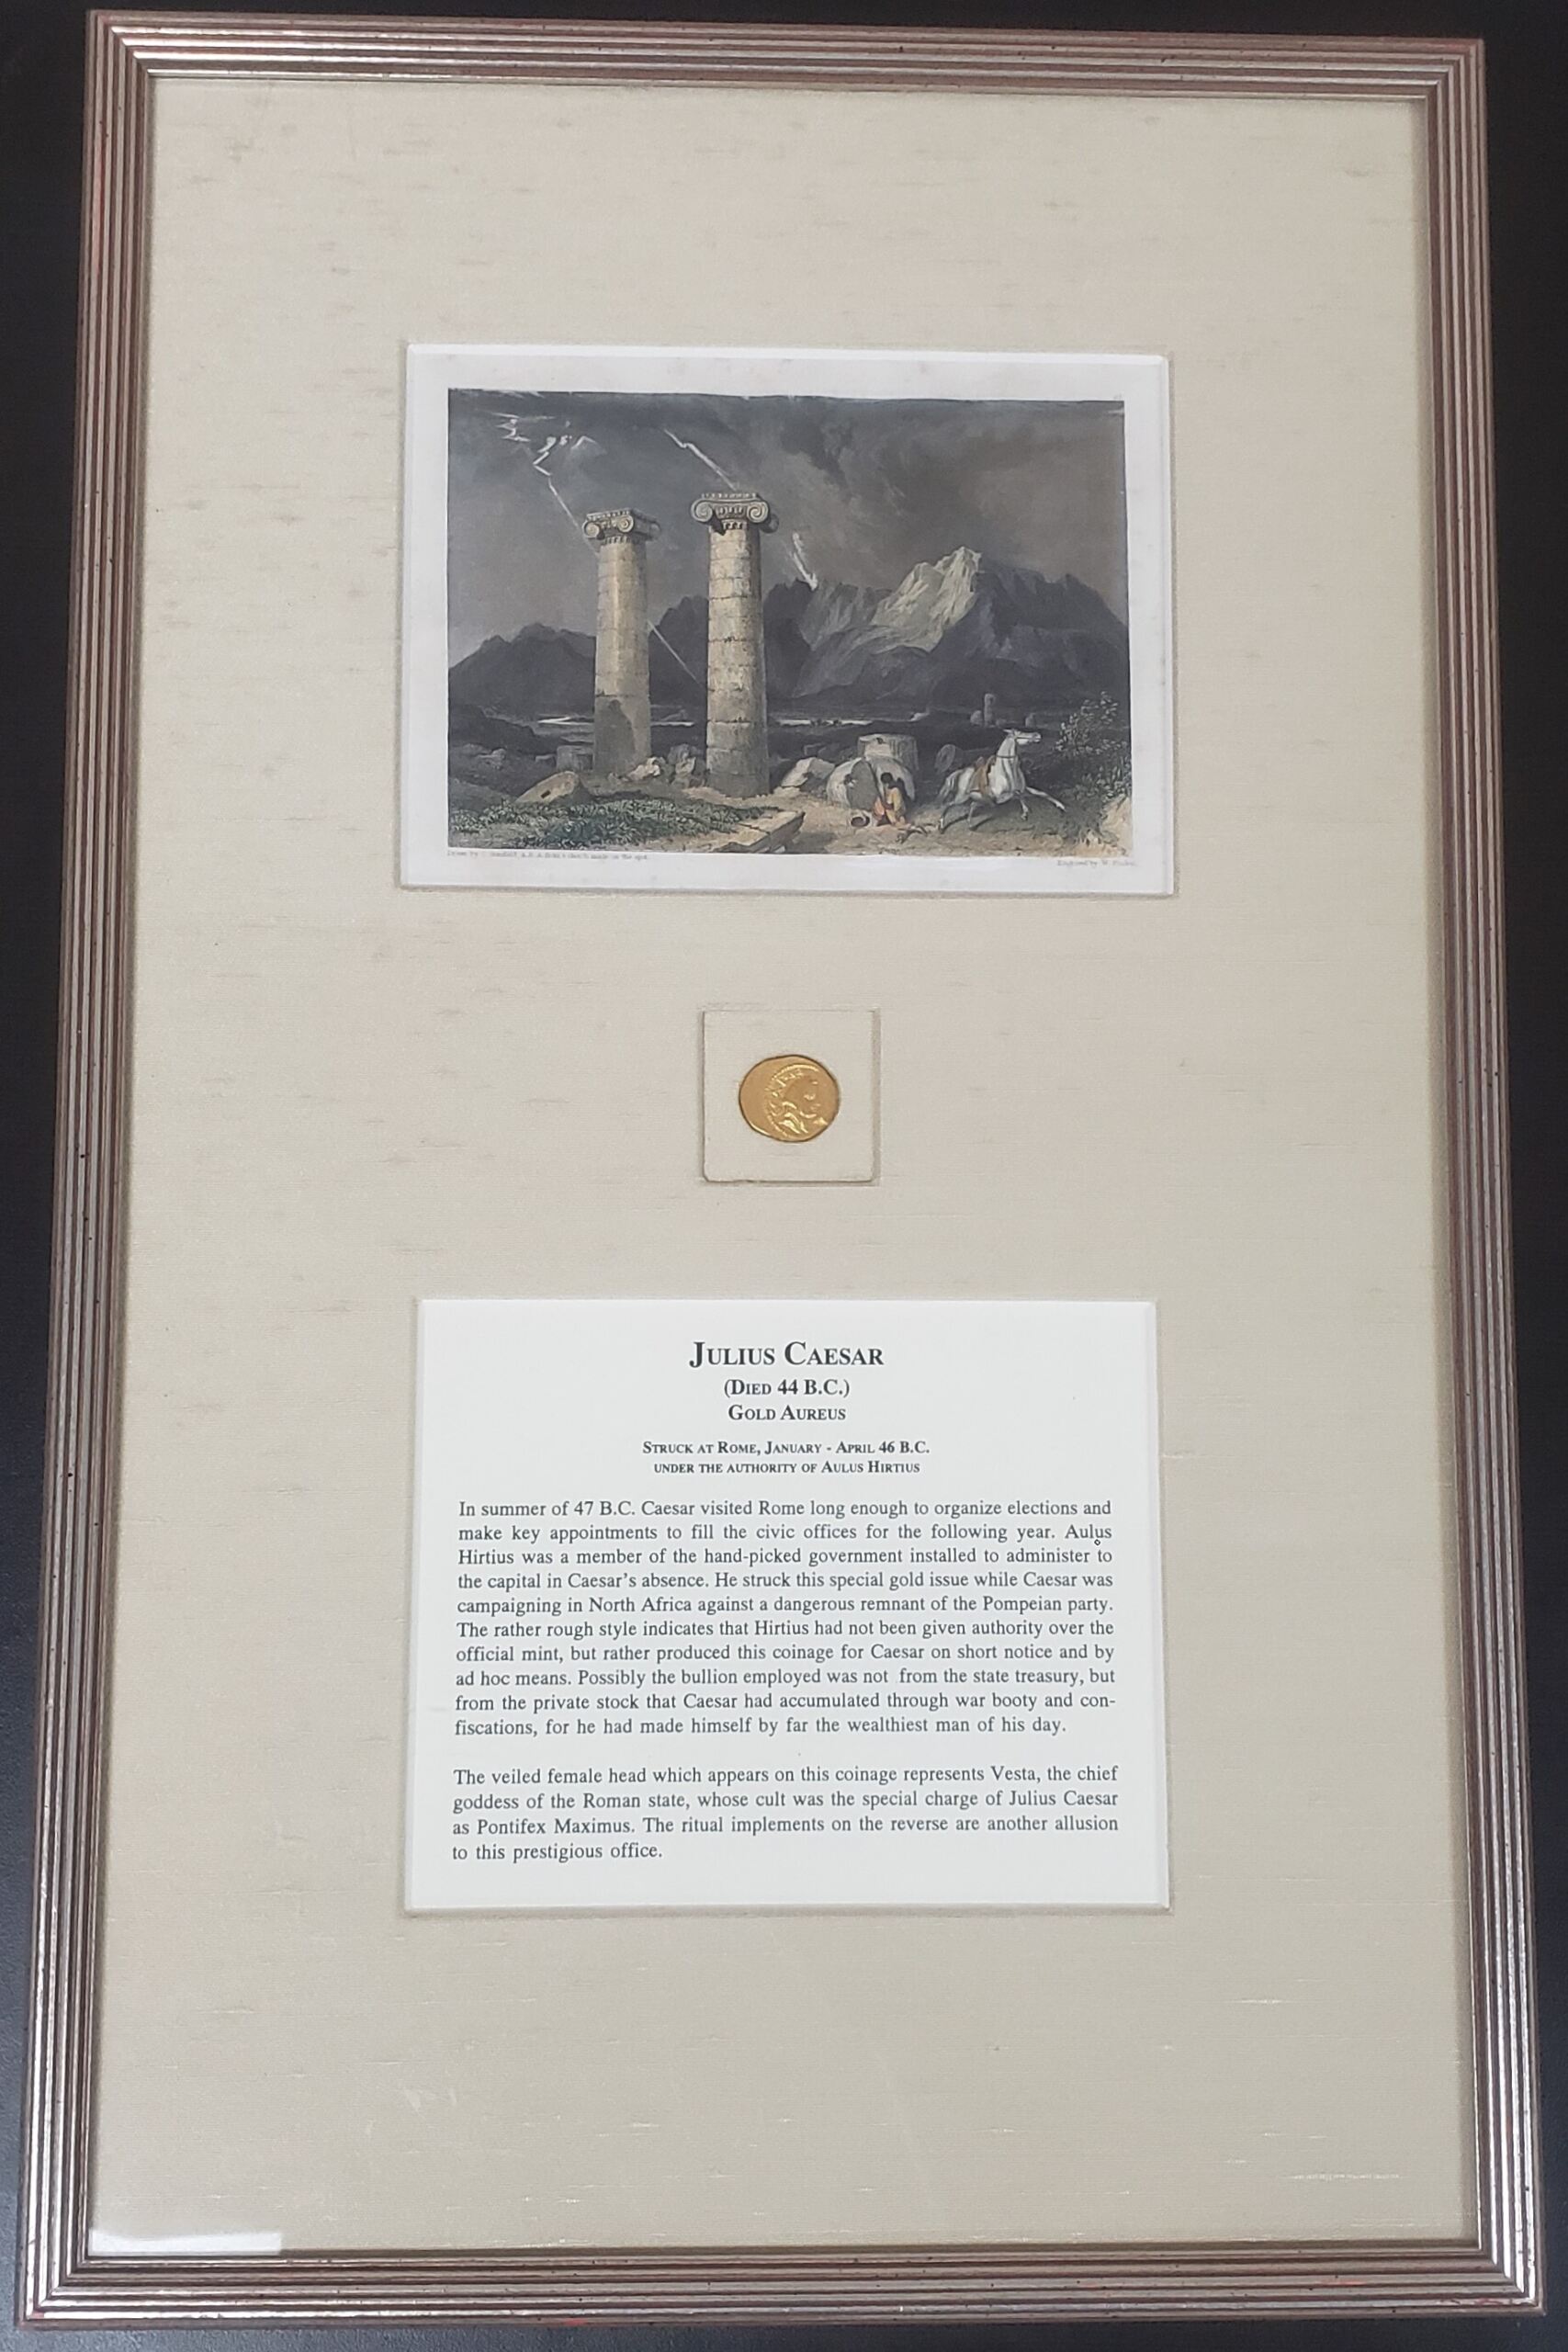 Drawn by
Engraved by
JULIUS CAESAR
(DIED 44 B.C.)
GOLD AUREUS
STRUCK AT ROME, JANUARY - APRIL 46 B.C.
UNDER THE AUTHORITY OF AULUS HIRTIUS
In summer of 47 B.C. Caesar visited Rome long enough to organize elections and
make key appointments to fill the civic offices for the following year. Aulus
Hirtius was a member of the hand-picked government installed to administer to
the capital in Caesar's absence. He struck this special gold issue while Caesar was
campaigning in North Africa against a dangerous remnant of the Pompeian party.
The rather rough style indicates that Hirtius had not been given authority over the
official mint, but rather produced this coinage for Caesar on short notice and by
ad hoc means. Possibly the bullion employed was not from the state treasury, but
from the private stock that Caesar had accumulated through war booty and con-
fiscations, for he had made himself by far the wealthiest man of his day.
The veiled female head which appears on this coinage represents Vesta, the chief
goddess of the Roman state, whose cult was the special charge of Julius Caesar
as Pontifex Maximus. The ritual implements on the reverse are another allusion
to this prestigious office.